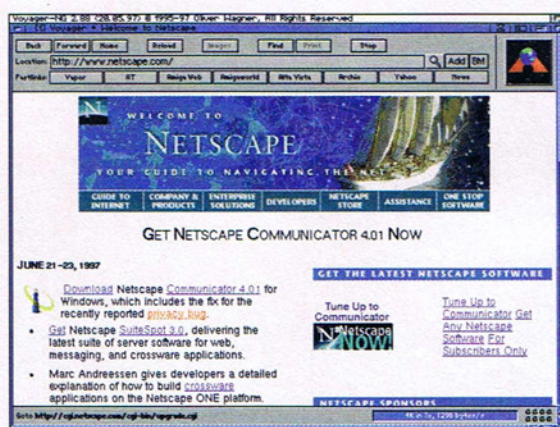 Voyager-NG 2.88 (20.05.97) © 1995-97 Oliver Wagner, All Rights Reserved
Voyager • Welcome to Netscape
Back Forward Home Reload Images Find Print Stop
Location: http://www.netscape.com/ Add BM
Fastlinks: Vapor AT Amiga Web Amigaworld Alta Vista Archie Yahoo News
N WELCOME TO
NETSCAPE
YOUR GUIDE TO NAVIGATING THE NET
GUIDE TO INTERNET COMPANY & PRODUCTS ENTERPRISE SOLUTIONS DEVELOPERS NETSCAPE STORE ASSISTANCE ONE STOP SOFTWARE
GET NETSCAPE COMMUNICATOR 4.01 NOW
JUNE 21-23, 1997
Download Netscape Communicator 4.01 for
Windows, which includes the fix for the
recently reported privacy bug.
• Get Netscape SuiteSpot 3.0, delivering the
latest suite of server software for web,
messaging, and crossware applications.
• Marc Andreessen gives developers a detailed
explanation of how to build crossware
applications on the Netscape ONE platform.
GET THE LATEST NETSCAPE SOFTWARE
Tune Up to
Communicator
N Netscape
NOW!
Tune Up to
Communicator Get
Any Netscape
Software For
Subscribers Only
NETSCAPE SPONSORS
Goto http://cgi.netscape.com/cgi-bin/upgrade.cgi